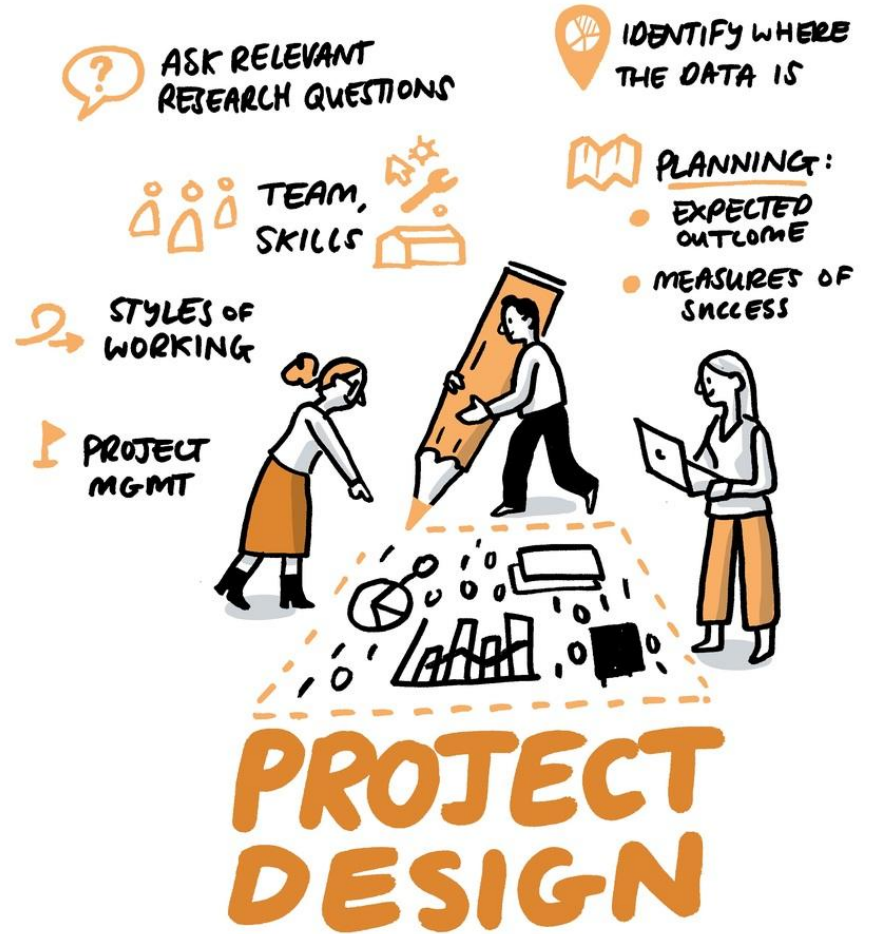 ASK RELEVANT
RESEARCH QUESTIONS
IDENTIFY WHERE
THE DATA IS
TEAM,
SKILLS
PLANNING:
• EXPECTED
OUTCOME
• MEASURES OF
SUCCESS
STYLES OF
WORKING
PROJECT
MGMT
PROJECT
DESIGN